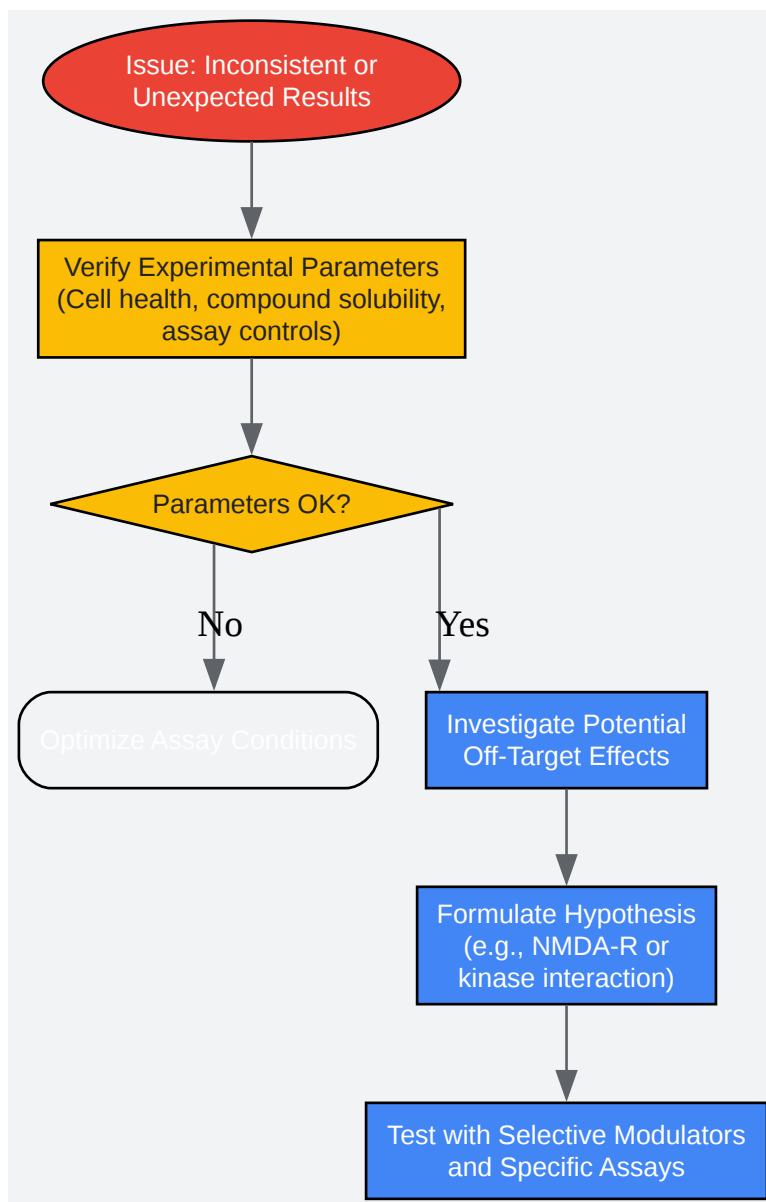 Issue: Inconsistent or
Unexpected Results
Verify Experimental Parameters
(Cell health, compound solubility,
assay controls)
Parameters OK?
No
Yes
Optimize Assay Conditions
Investigate Potential
Off-Target Effects
Formulate Hypothesis
(e.g., NMDA-R or
kinase interaction)
Test with Selective Modulators
and Specific Assays